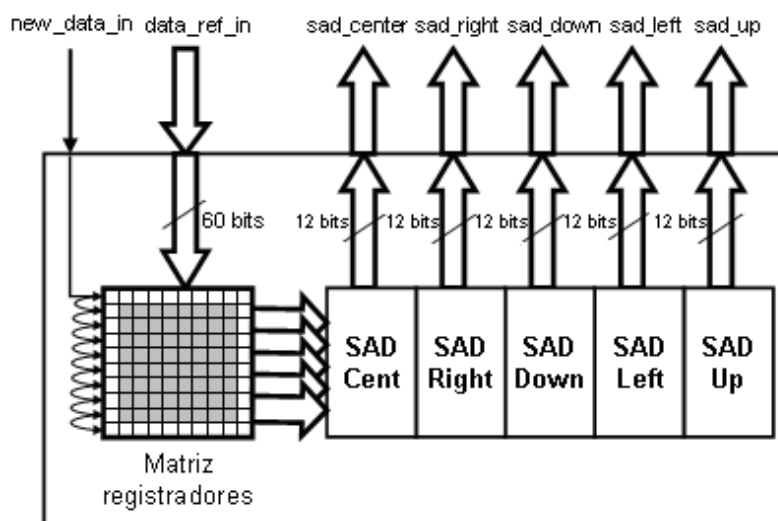 new_data_in data_ref_in sad_center sad_right sad_down sad_left sad_up
60 bits 12 bits 12 bits 12 bits 12 bits 12 bits
SAD Cent
SAD Right
SAD Down
SAD Left
SAD Up
Matriz
registradores